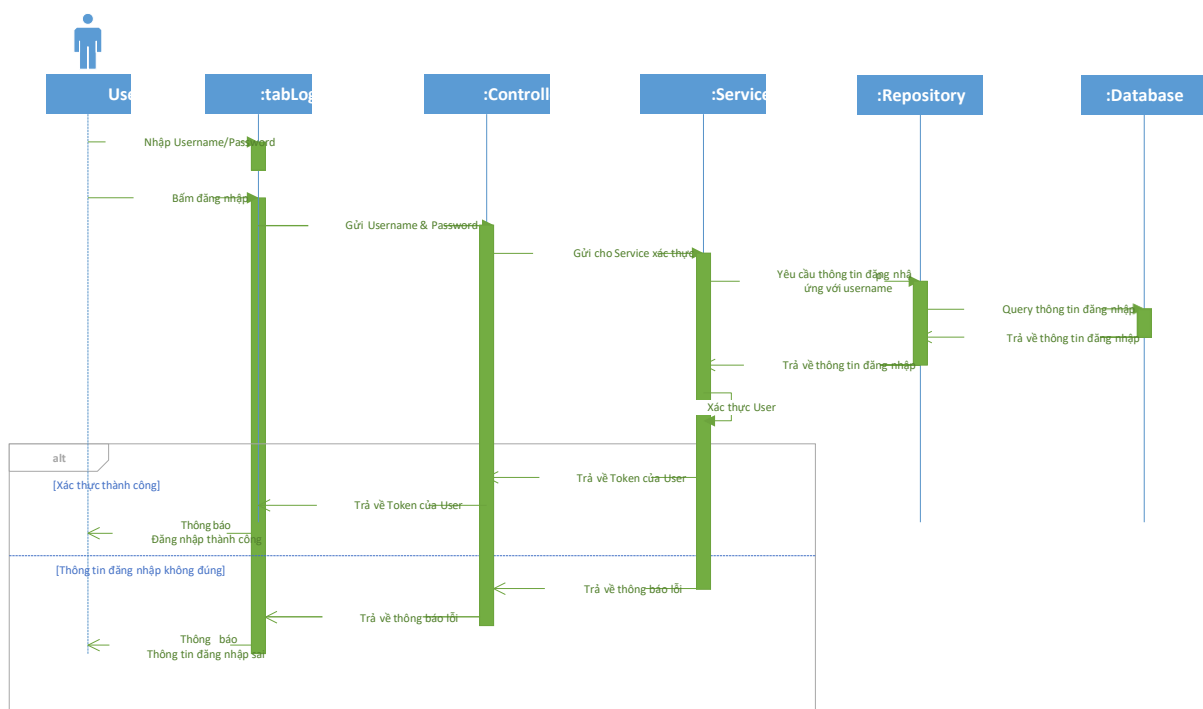 Use
:tabLog
:Controll
:Service
:Repository
:Database
Nhập Username/Password
Bấm đăng nhập
Gửi Username & Password
Gửi cho Service xác thực
Yêu cầu thông tin đăng nhập
ứng với username
Query thông tin đăng nhập
Trả về thông tin đăng nhập
Trả về thông tin đăng nhập
Xác thực User
alt
[Xác thực thành công]
Trả về Token của User
Trả về Token của User
Thông báo
Đăng nhập thành công
[Thông tin đăng nhập không đúng]
Trả về thông báo lỗi
Trả về thông báo lỗi
Thông báo
Thông tin đăng nhập sai